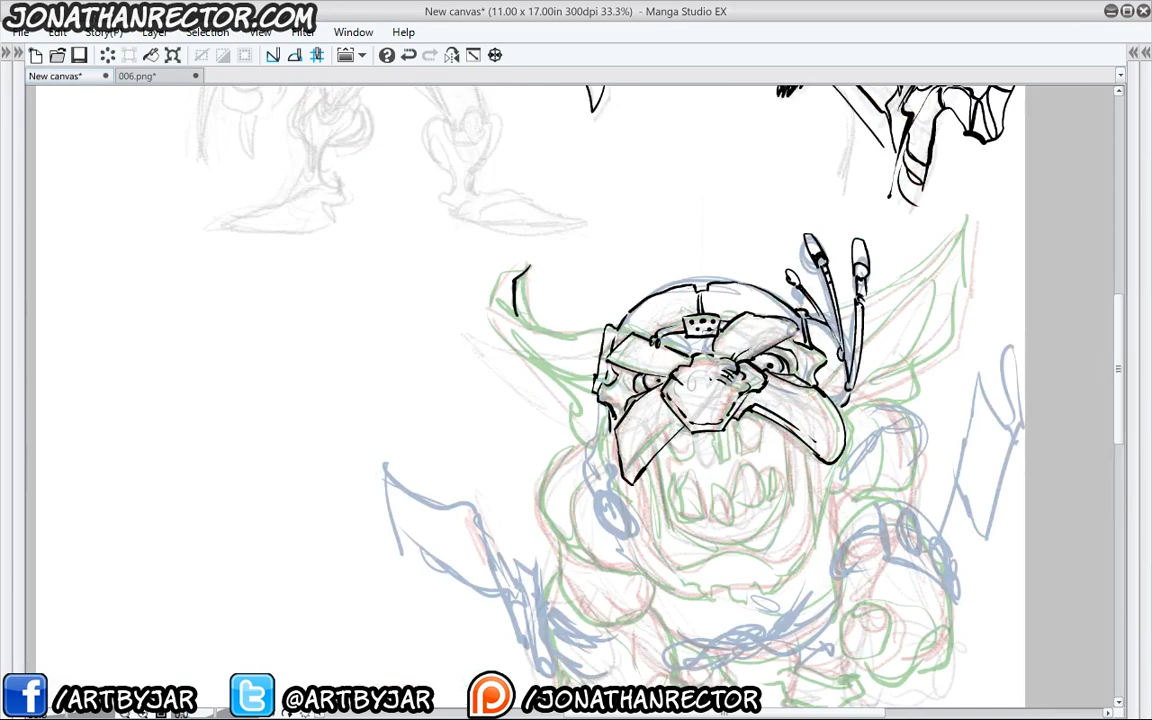 JONATHANRECTOR.COM
New canvas* (11.00 x 17.00in 300dpi 33.3%) - Manga Studio EX
File Edit Story(P) Layer Selection View Filter Window Help
New canvas* 006.png*
/ARTBYJAR @ARTBYJAR /JONATHANRECTOR